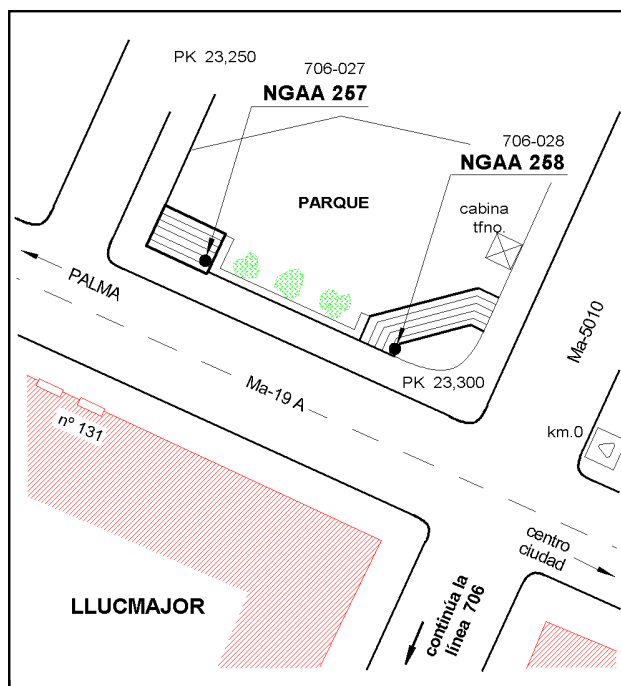 PK 23,250
706-027
NGAA 257
706-028
NGAA 258
PARQUE
cabina
tfno.
PALMA
Ma-5010
Ma-19 A
PK 23,300
nº 131
km.0
centro
ciudad
LLUCMAJOR
continúa la
línea 706